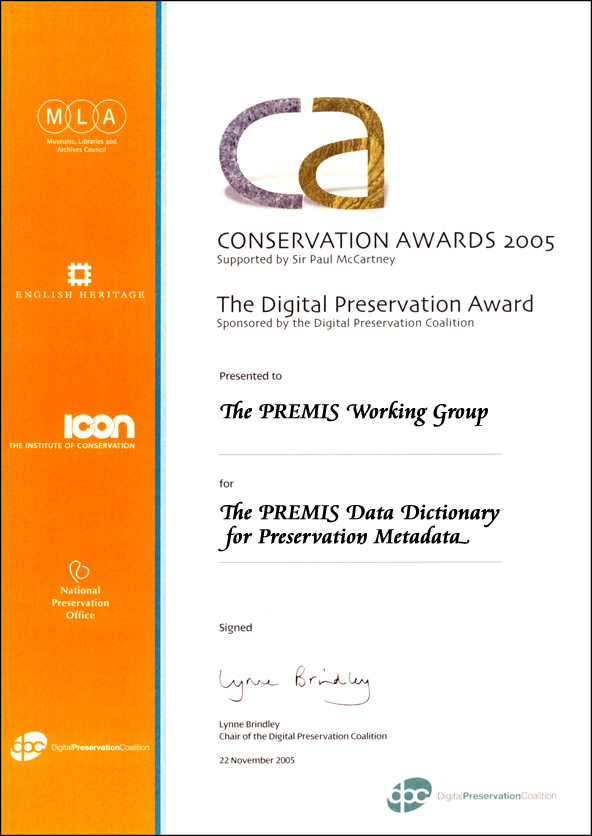 MLA
Museums, Libraries and
Archives Council
ENGLISH HERITAGE
icon
THE INSTITUTE OF CONSERVATION
National
Preservation
Office
dpc DigitalPreservationCoalition
ca
CONSERVATION AWARDS 2005
Supported by Sir Paul McCartney
The Digital Preservation Award
Sponsored by the Digital Preservation Coalition
Presented to
The PREMIS Working Group
for
The PREMIS Data Dictionary
for Preservation Metadata
Signed
Lynne Brindley
Lynne Brindley
Chair of the Digital Preservation Coalition
22 November 2005
dpc DigitalPreservationCoalition